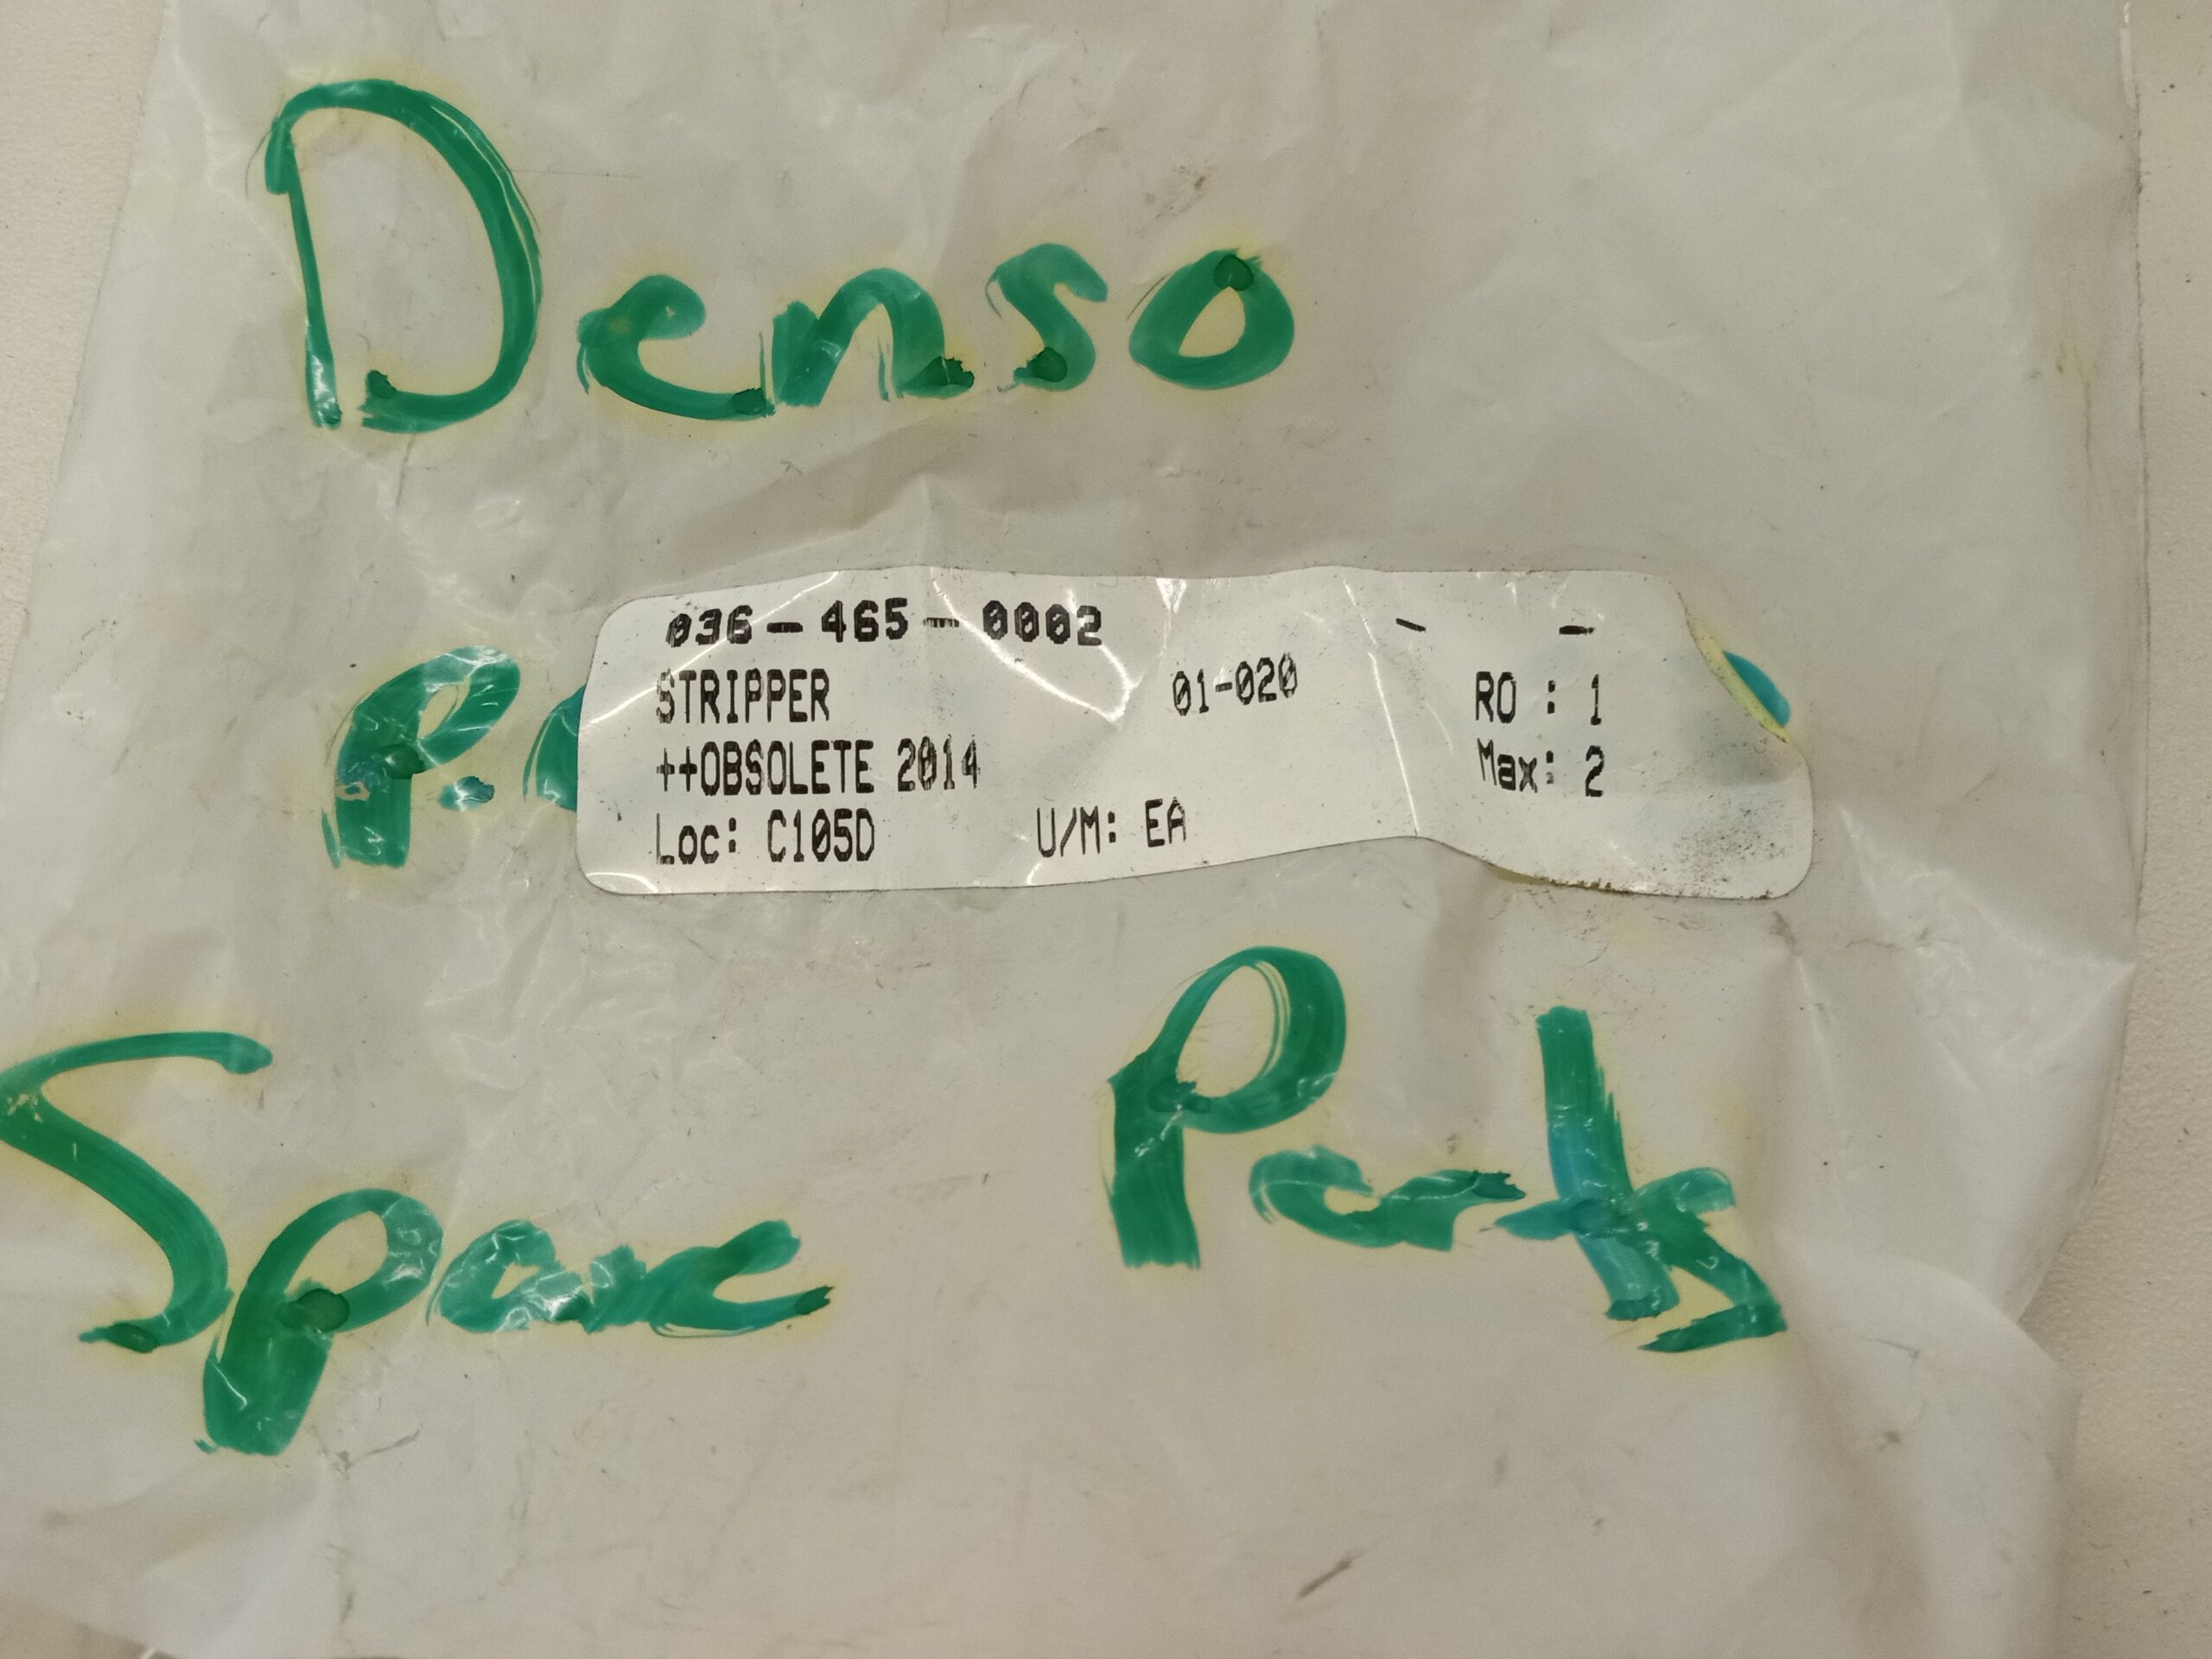 Denso
036-465-0002 - -
STRIPPER 01-020 RO : 1
++OBSOLETE 2014 Max: 2
Loc: C105D U/M: EA
Spare Parts